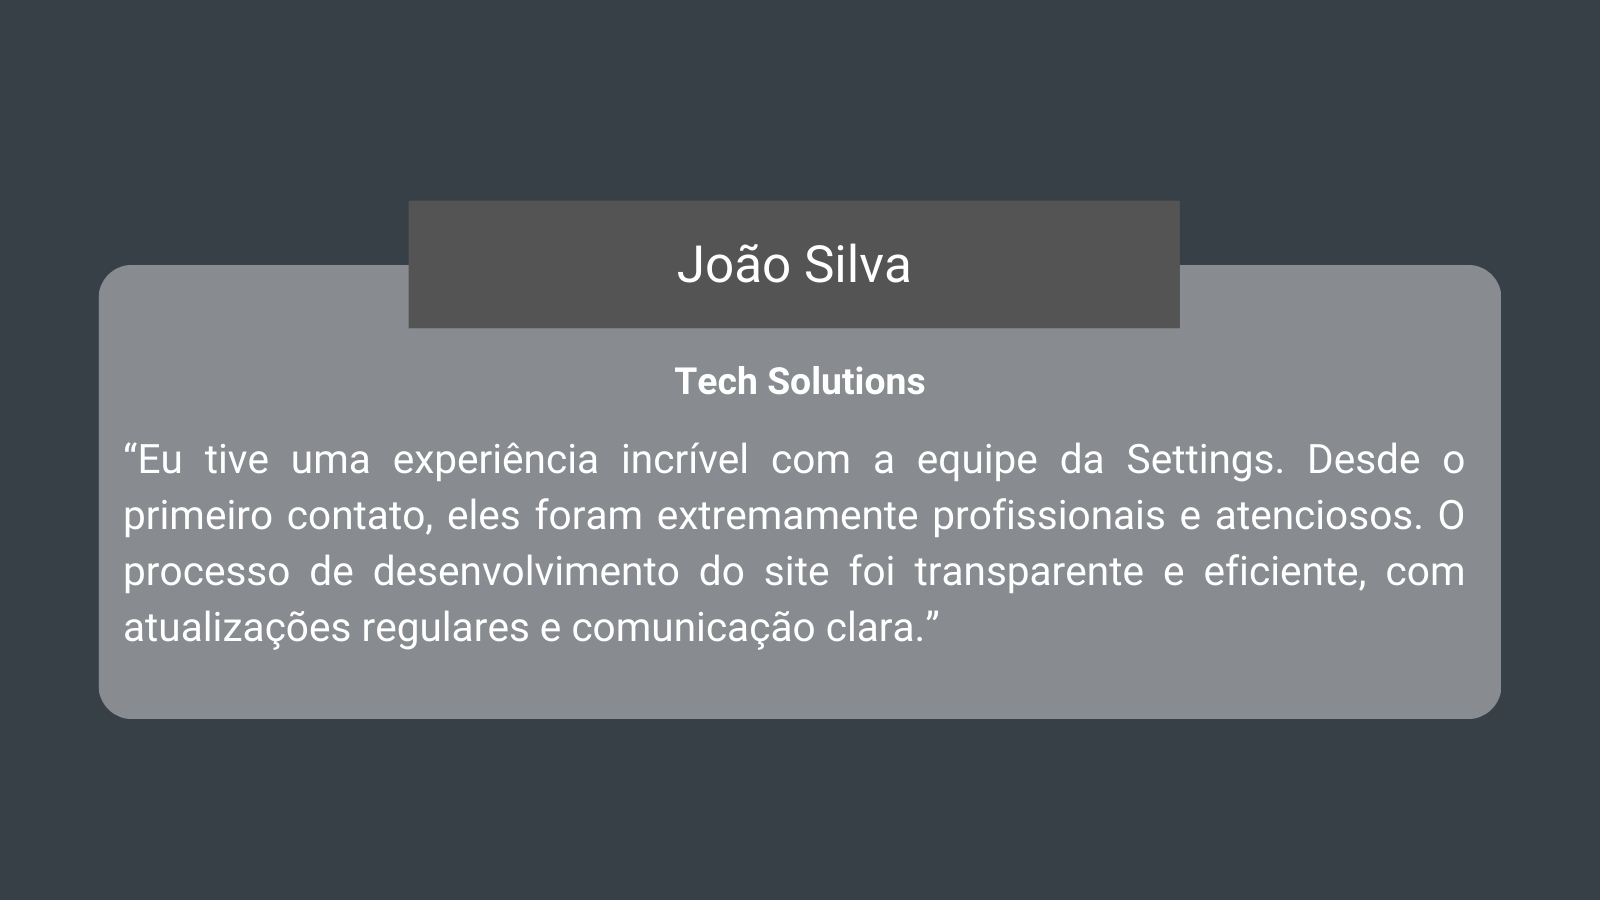 João Silva
Tech Solutions
“Eu tive uma experiência incrível com a equipe da Settings. Desde o
primeiro contato, eles foram extremamente profissionais e atenciosos. O
processo de desenvolvimento do site foi transparente e eficiente, com
atualizações regulares e comunicação clara.”